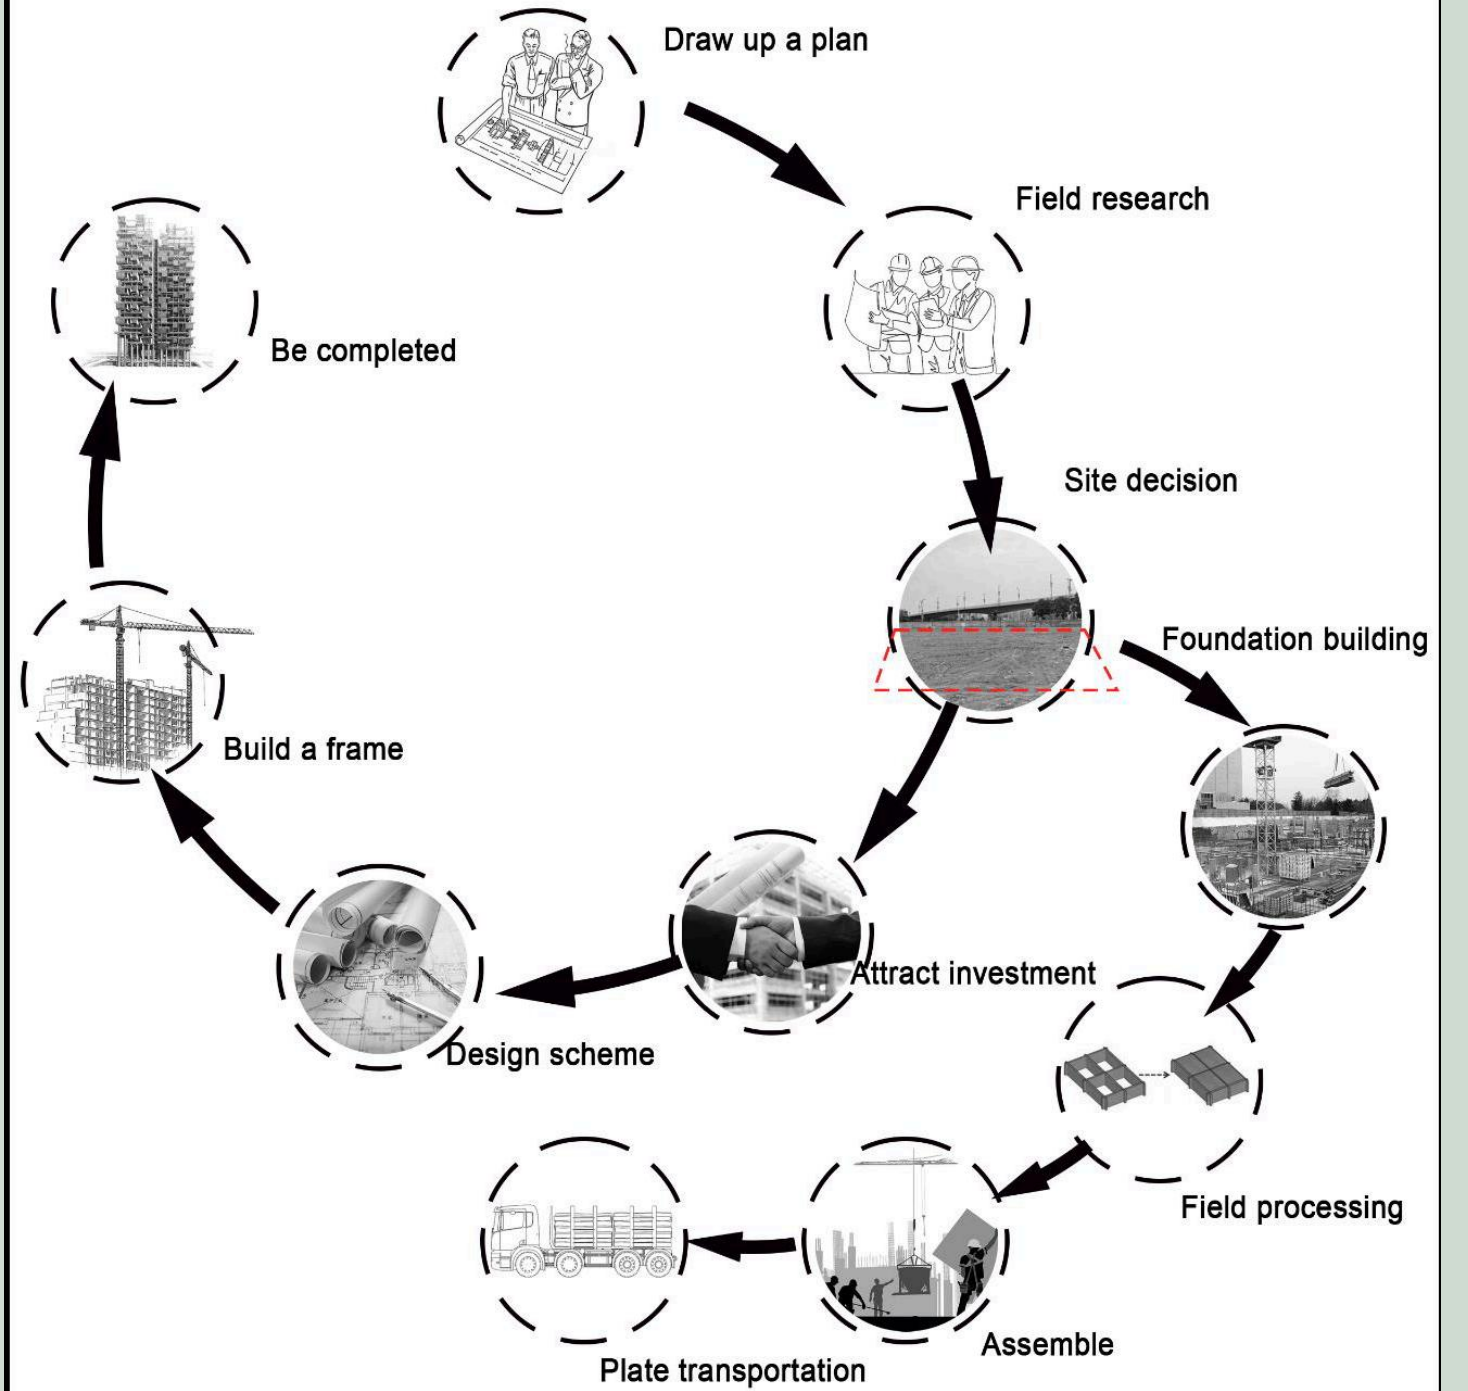 Draw up a plan
Field research
Be completed
Site decision
Foundation building
Build a frame
Attract investment
Design scheme
Field processing
Assemble
Plate transportation